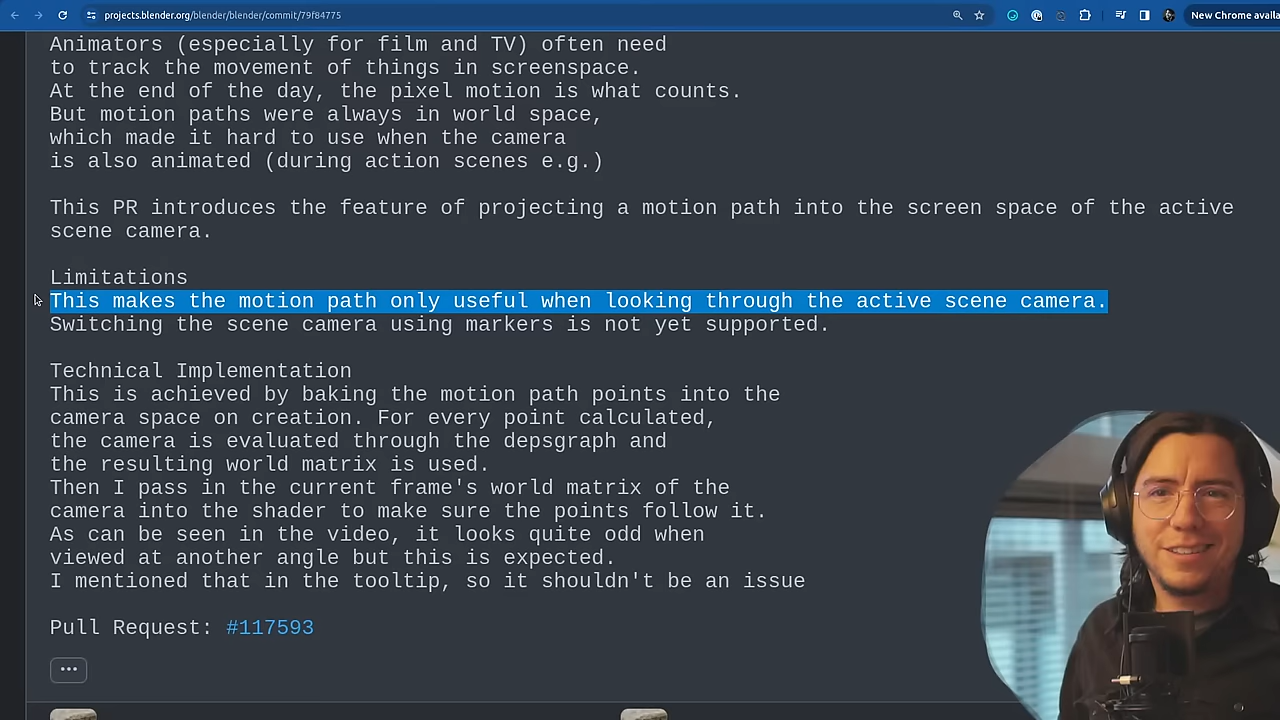 projects.blender.org/blender/blender/commit/79f84775
New Chrome availa
Animators (especially for film and TV) often need
to track the movement of things in screenspace.
At the end of the day, the pixel motion is what counts.
But motion paths were always in world space,
which made it hard to use when the camera
is also animated (during action scenes e.g.)
This PR introduces the feature of projecting a motion path into the screen space of the active
scene camera.
Limitations
This makes the motion path only useful when looking through the active scene camera.
Switching the scene camera using markers is not yet supported.
Technical Implementation
This is achieved by baking the motion path points into the
camera space on creation. For every point calculated,
the camera is evaluated through the depsgraph and
the resulting world matrix is used.
Then I pass in the current frame's world matrix of the
camera into the shader to make sure the points follow it.
As can be seen in the video, it looks quite odd when
viewed at another angle but this is expected.
I mentioned that in the tooltip, so it shouldn't be an issue
Pull Request: #117593